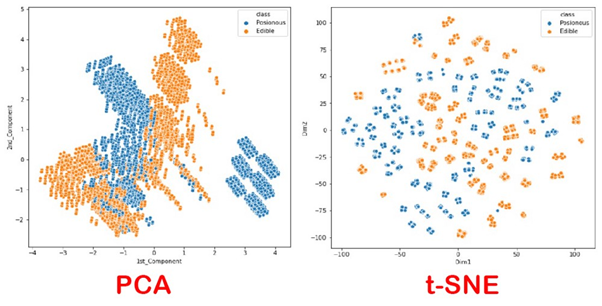 class
Posionous
Edible
5
4
3
2
1
0
−1
−2
2nd_Component
−4
−3
−2
−1
0
1
2
3
4
1st_Component
PCA
class
Posionous
Edible
100
75
50
25
0
−25
−50
−75
−100
Dim2
−100
−50
0
50
100
Dim1
t-SNE